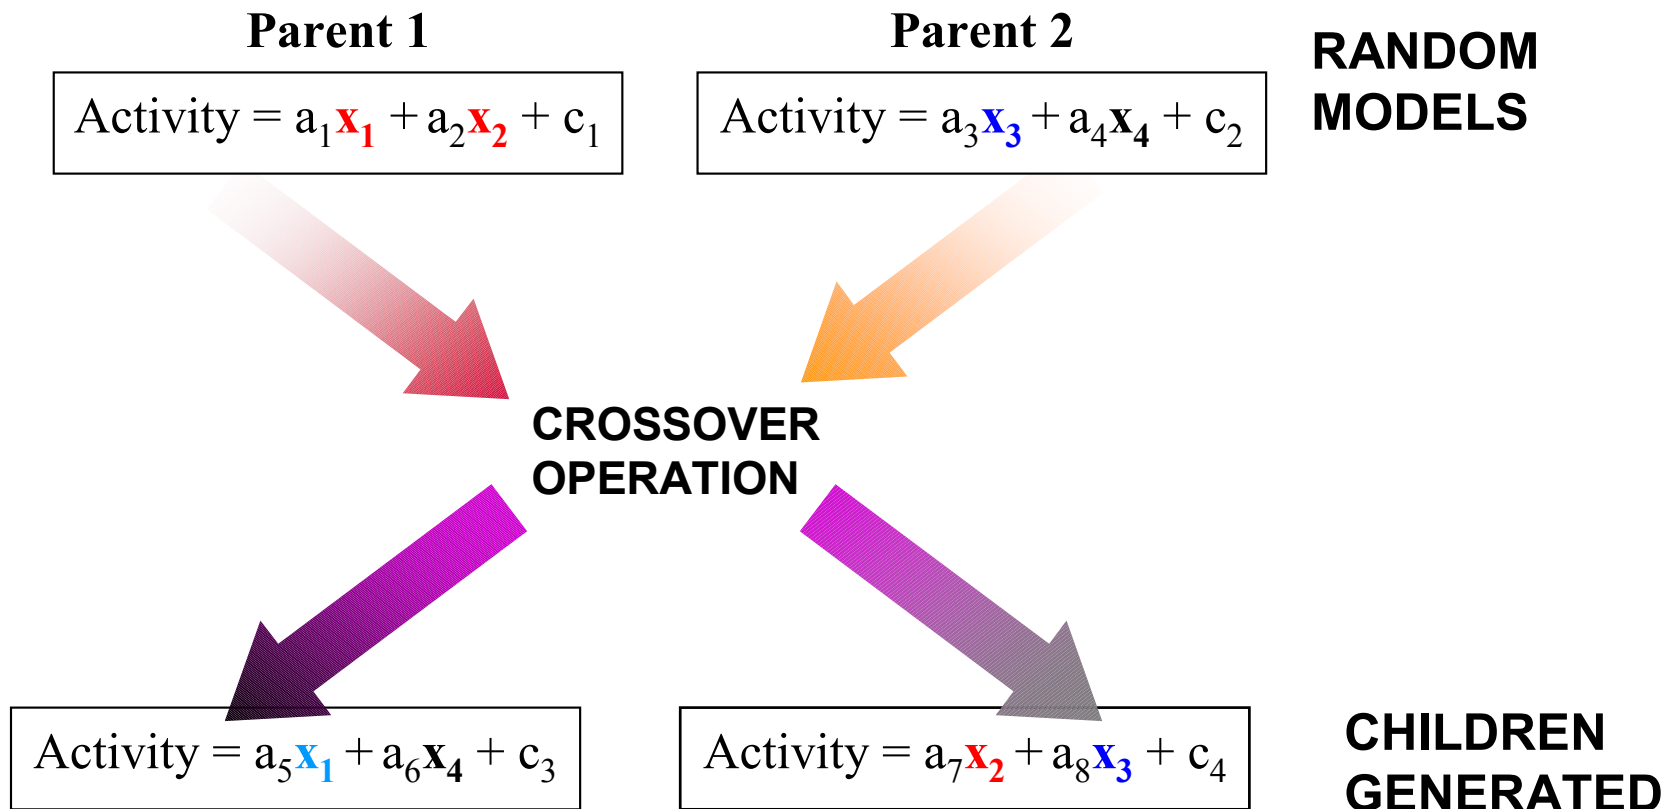 Parent 1
Parent 2
RANDOM
MODELS
Activity = a₁x₁ + a₂x₂ + c₁
Activity = a₃x₃ + a₄x₄ + c₂
CROSSOVER
OPERATION
Activity = a₅x₁ + a₆x₄ + c₃
Activity = a₇x₂ + a₈x₃ + c₄
CHILDREN
GENERATED